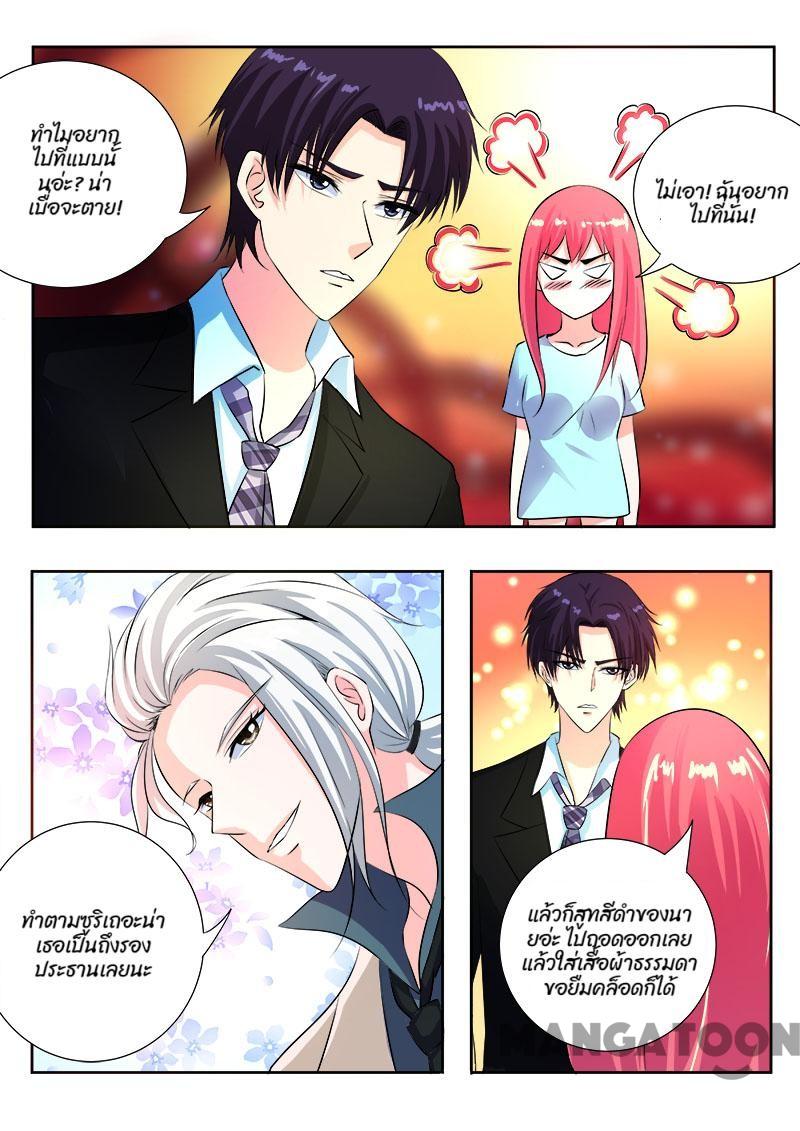 ทำไมอยาก
ไปที่แบบนั้
นอ่ะ? น่า
เบื่อจะตาย!
ไม่เอา! ฉันอยาก
ไปที่นั่น!
ทำตามซูริเถอะน่า
เธอเป็นถึงรอง
ประธานเลยนะ
แล้วก็สูทสีดำของนา
ยอ่ะ ไปถอดออกเลย
แล้วใส่เสื้อผ้าธรรมดา
ขอยืมคล็อดก็ได้
MANGATOON